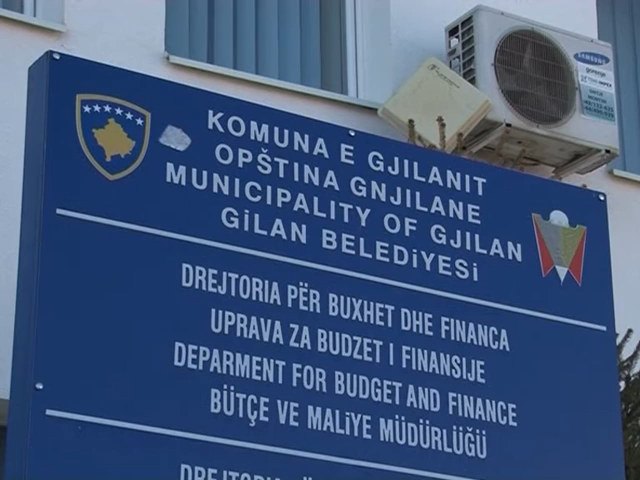 KOMUNA E GJILANIT
OPŠTINA GNJILANE
MUNICIPALITY OF GJILAN
GiLAN BELEDiYESi
DREJTORIA PËR BUXHET DHE FINANCA
UPRAVA ZA BUDZET I FINANSIJE
DEPARMENT FOR BUDGET AND FINANCE
BÜTÇE VE MALiYE MÜDÜRLÜĞÜ
SAMSUNG